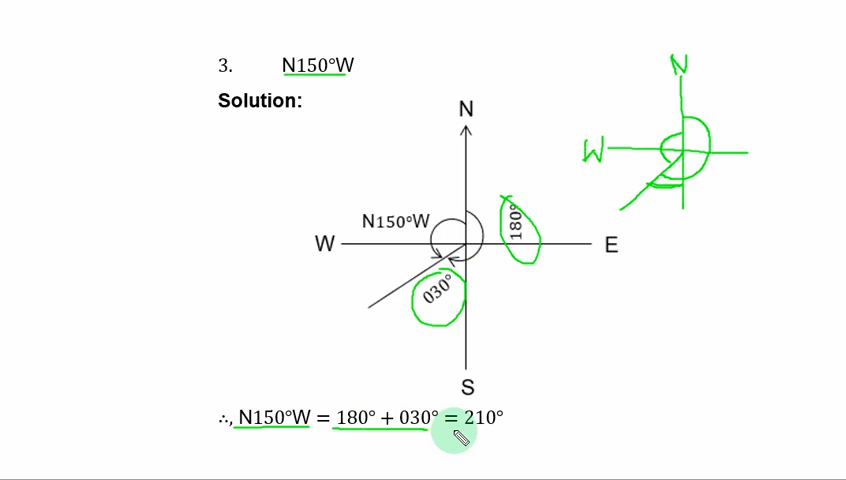 3. N150°W
Solution:
N
N
W
N150°W
180°
W
E
030°
S
∴, N150°W = 180° + 030° = 210°